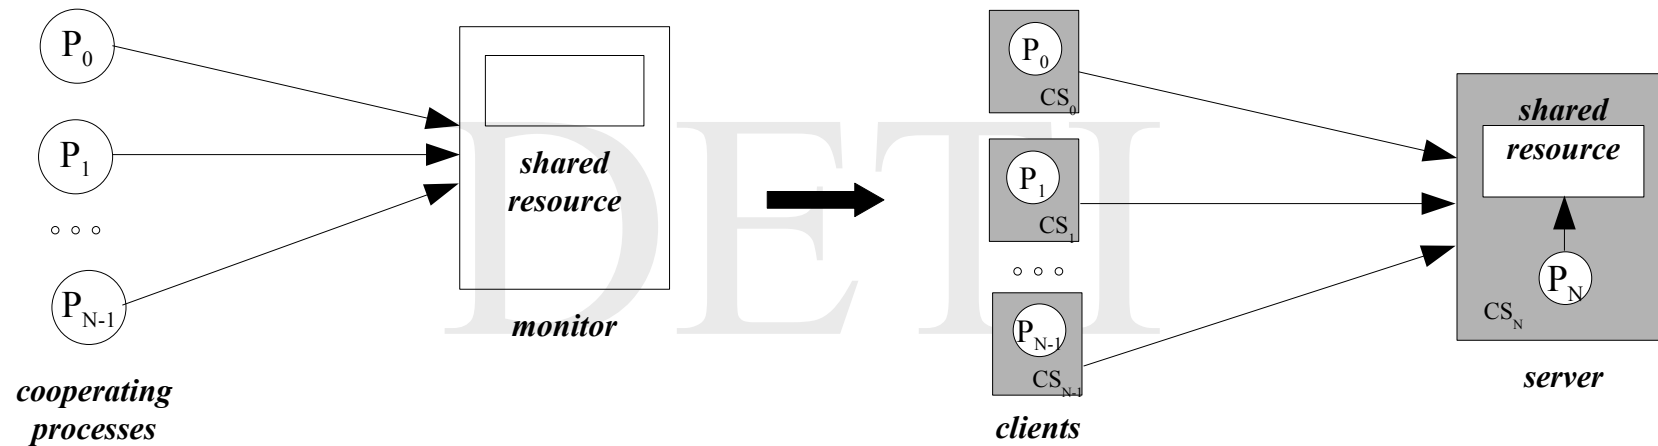 P0
P1
PN-1
cooperating
processes
shared
resource
monitor
DETI
P0
CS0
P1
CS1
PN-1
CSN-1
clients
shared
resource
PN
CSN
server